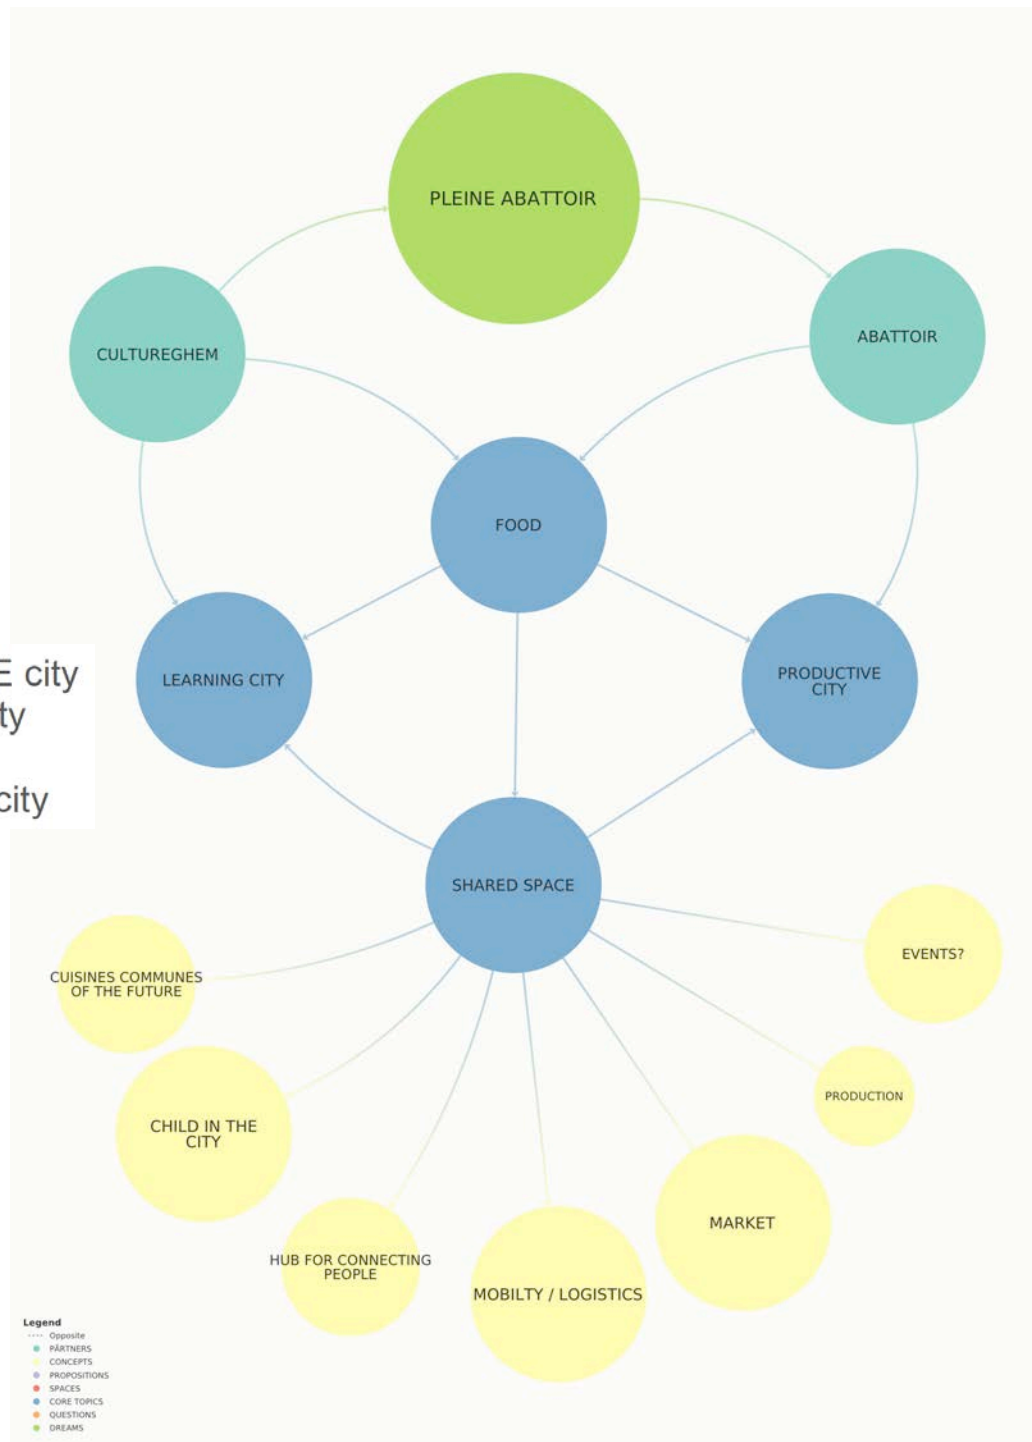 PLEINE ABATTOIR
ABATTOIR
CULTUREGHEM
FOOD
LEARNING CITY
PRODUCTIVE
CITY
E city
ty
city
SHARED SPACE
EVENTS?
CUISINES COMMUNES
OF THE FUTURE
PRODUCTION
CHILD IN THE
CITY
MARKET
HUB FOR CONNECTING
PEOPLE
MOBILTY / LOGISTICS
Legend
Opposite
PÄRTNERS
CONCEPTS
PROPOSITIONS
SPACES
CORE TOPICS
QUESTIONS
DREAMS